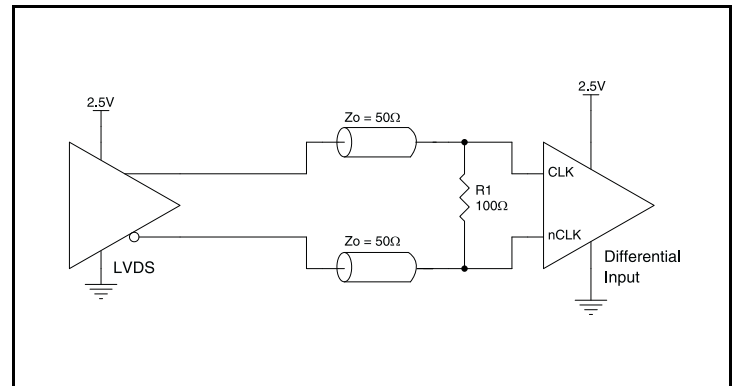 2.5V
2.5V
Zo = 50Ω
CLK
R1
100Ω
Zo = 50Ω
nCLK
LVDS
Differential
Input